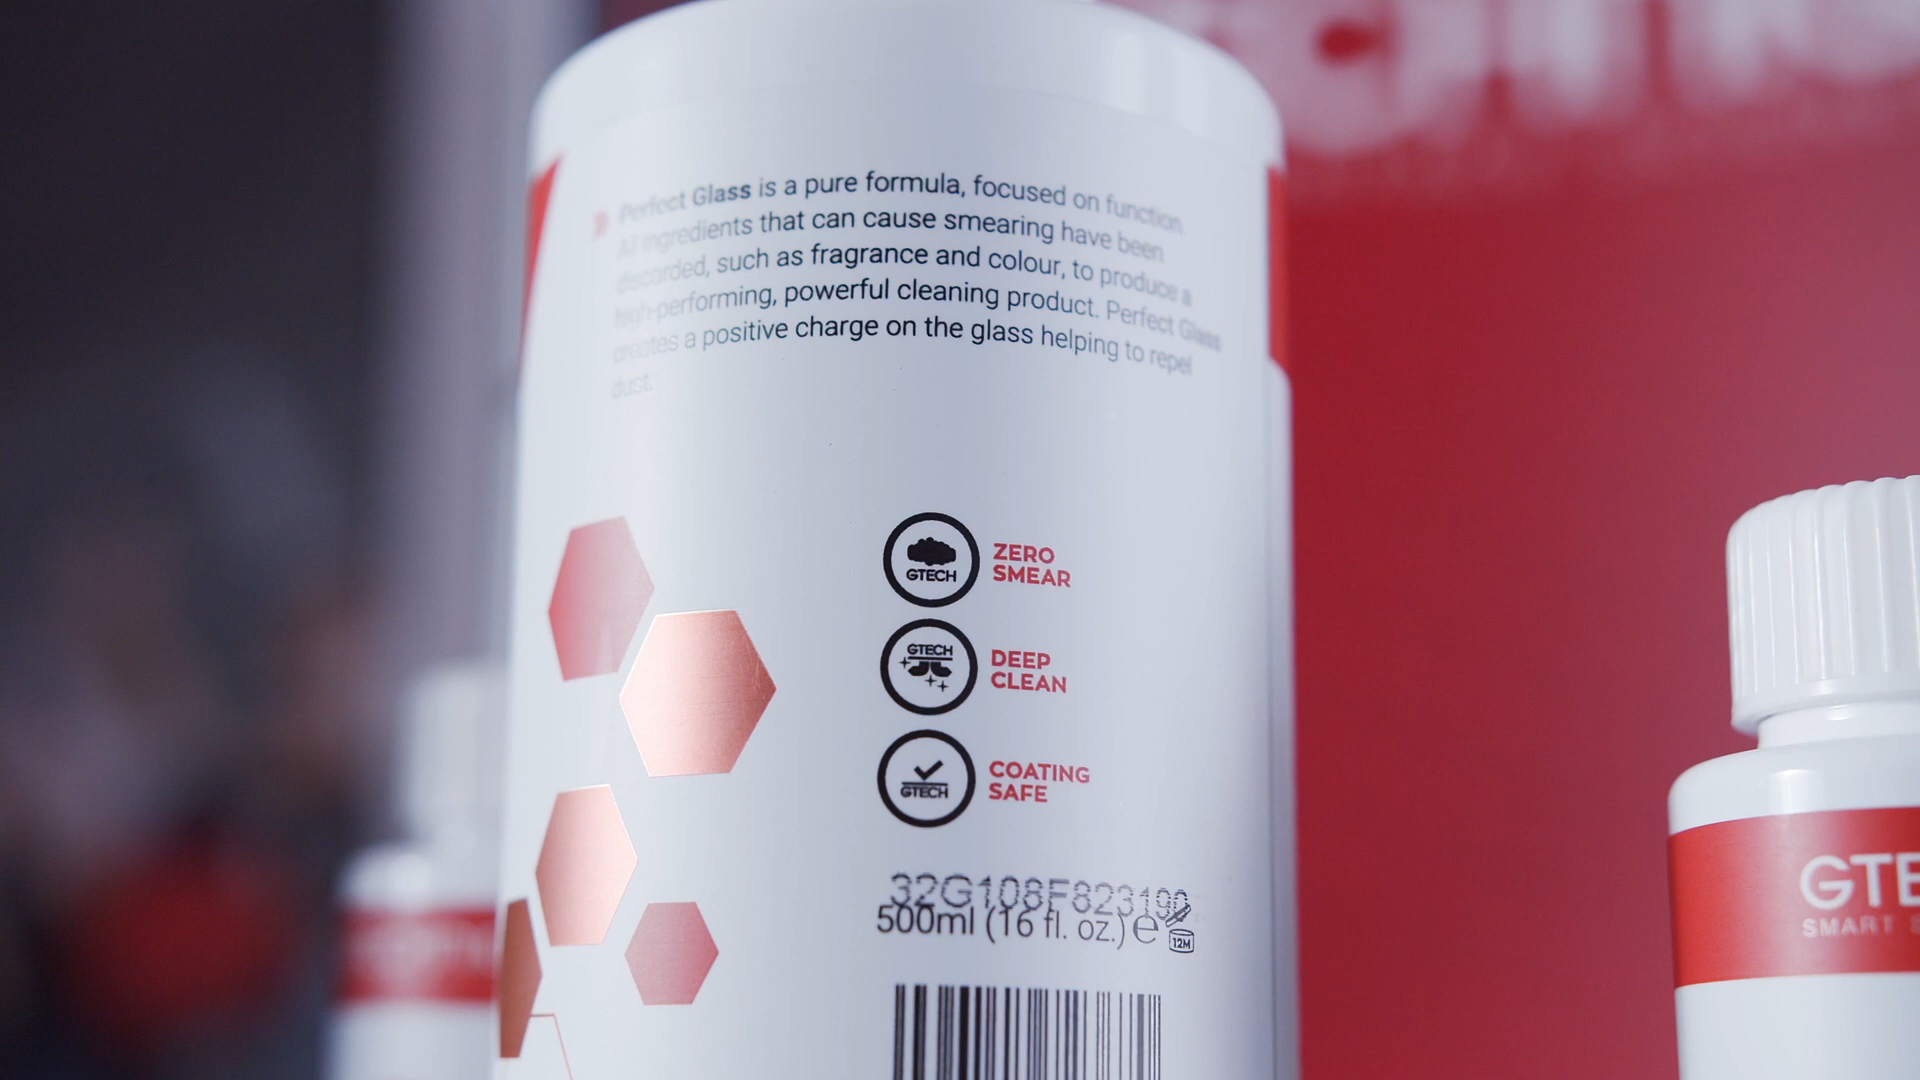 Perfect Glass is a pure formula, focused on function.
All ingredients that can cause smearing have been
discarded, such as fragrance and colour, to produce a
high-performing, powerful cleaning product. Perfect Glass
creates a positive charge on the glass helping to repel
dust.
GTECH
ZERO
SMEAR
GTECH
DEEP
CLEAN
GTECH
COATING
SAFE
32G108F823190
500ml (16 fl. oz.) e
12M
GTE
SMART S